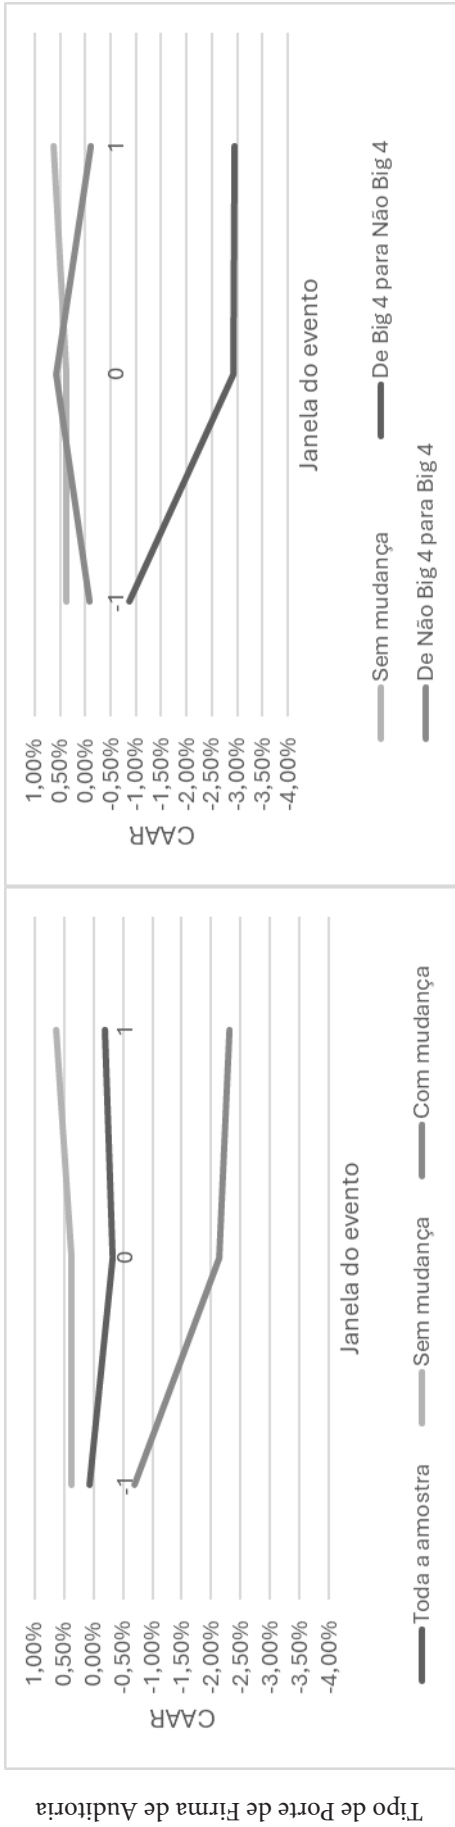 Tipo de Porte de Firma de Auditoria
CAAR
1,00%
0,50%
0,00%
-0,50%
-1,00%
-1,50%
-2,00%
-2,50%
-3,00%
-3,50%
-4,00%
-1
0
1
Janela do evento
Toda a amostra
Sem mudança
Com mudança
CAAR
1,00%
0,50%
0,00%
-0,50%
-1,00%
-1,50%
-2,00%
-2,50%
-3,00%
-3,50%
-4,00%
-1
0
1
Janela do evento
Sem mudança
De Big 4 para Não Big 4
De Não Big 4 para Big 4